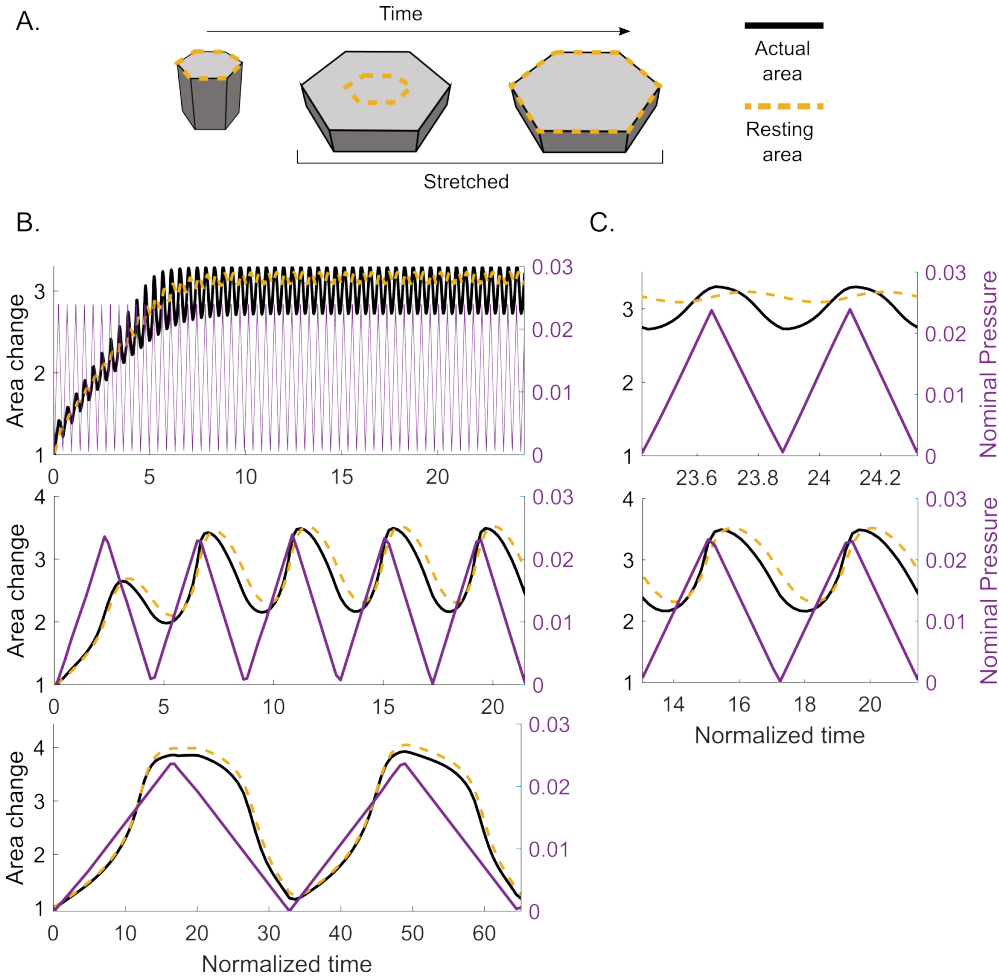 A.
Time
Actual
area
Resting
area
Stretched
B.
C.
Area change
3
2
1
0.03
0.02
0.01
0
0 5 10 15 20
Area change
3
2
1
0.03
0.02
0.01
0
Nominal Pressure
23.6 23.8 24 24.2
Area change
4
3
2
1
0.03
0.02
0.01
0
0 5 10 15 20
4
3
2
1
0.03
0.02
0.01
0
Nominal Pressure
14 16 18 20
Normalized time
Area change
4
3
2
1
0.03
0.02
0.01
0
0 10 20 30 40 50 60
Normalized time